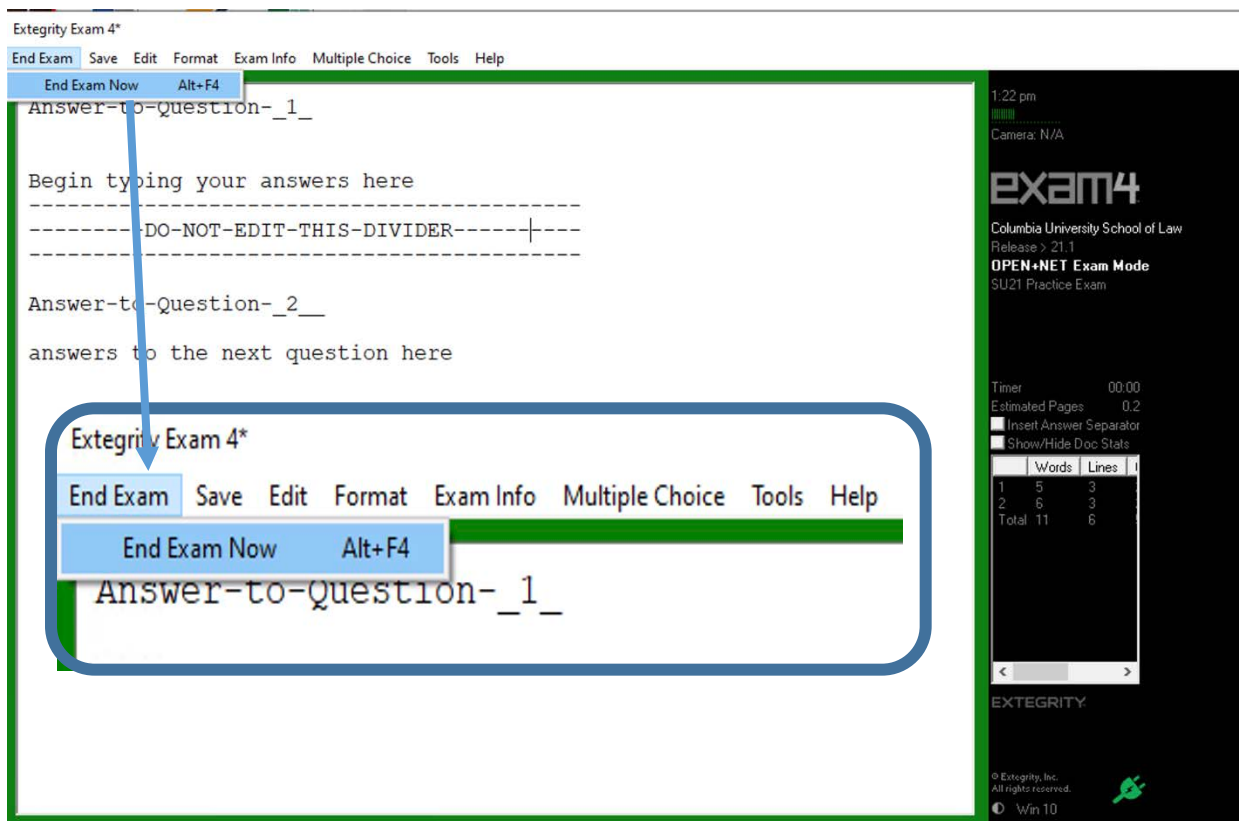 Extegrity Exam 4*
End Exam Save Edit Format Exam Info Multiple Choice Tools Help
End Exam Now Alt+F4
Answer-to-Question-_1_
Begin typing your answers here
---------------------------------------------
---------DO-NOT-EDIT-THIS-DIVIDER----------
---------------------------------------------
Answer-to-Question-_2__
answers to the next question here
Extegrity Exam 4*
End Exam Save Edit Format Exam Info Multiple Choice Tools Help
End Exam Now Alt+F4
Answer-to-Question-_1_
1:22 pm
Camera: N/A
exam4
Columbia University School of Law
Release > 21.1
OPEN+NET Exam Mode
SU21 Practice Exam
Timer 00:00
Estimated Pages 0.2
Insert Answer Separator
Show/Hide Doc Stats
Words Lines
1 5 3
2 6 3
Total 11 6
EXTEGRITY
© Extegrity, Inc.
All rights reserved.
Win 10